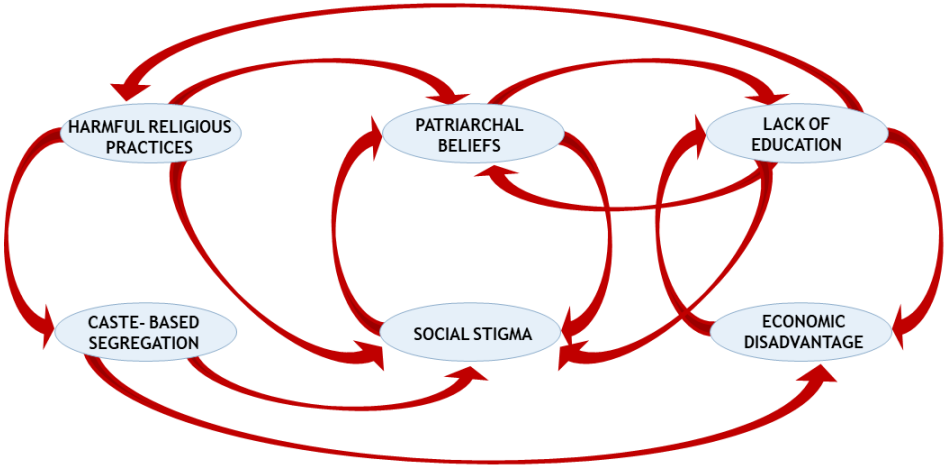 HARMFUL RELIGIOUS
PRACTICES
PATRIARCHAL
BELIEFS
LACK OF
EDUCATION
CASTE- BASED
SEGREGATION
SOCIAL STIGMA
ECONOMIC
DISADVANTAGE